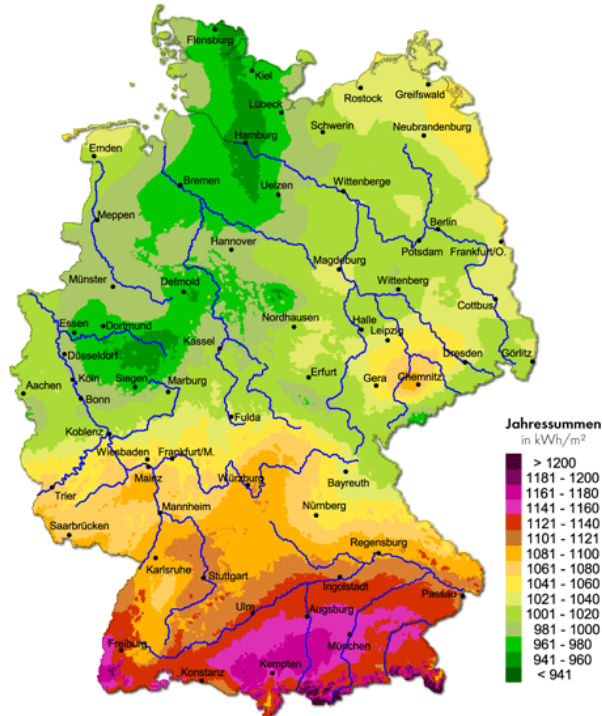 Flensburg
Kiel
Rostock
Greifswald
Lübeck
Schwerin
Neubrandenburg
Hamburg
Emden
Bremen
Uelzen
Wittenberge
Meppen
Berlin
Hannover
Potsdam
Frankfurt/O.
Magdeburg
Münster
Detmold
Wittenberg
Cottbus
Essen
Dortmund
Nordhausen
Halle
Leipzig
Düsseldorf
Kassel
Dresden
Görlitz
Köln
Siegen
Marburg
Erfurt
Gera
Chemnitz
Aachen
Bonn
Fulda
Koblenz
Wiesbaden
Frankfurt/M.
Mainz
Würzburg
Bayreuth
Trier
Mannheim
Nürnberg
Saarbrücken
Regensburg
Karlsruhe
Stuttgart
Ingolstadt
Passau
Ulm
Augsburg
Freiburg
München
Konstanz
Kempten
Jahressummen
in kWh/m²
> 1200
1181 - 1200
1161 - 1180
1141 - 1160
1121 - 1140
1101 - 1121
1081 - 1100
1061 - 1080
1041 - 1060
1021 - 1040
1001 - 1020
981 - 1000
961 - 980
941 - 960
< 941